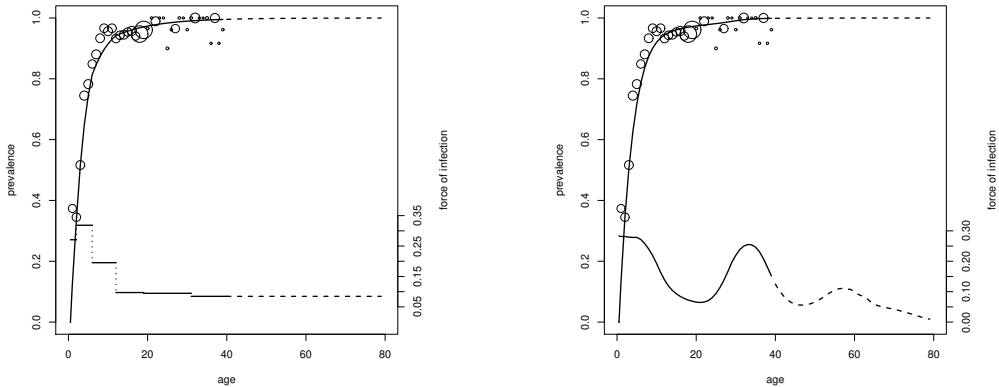 prevalence
0.0 0.2 0.4 0.6 0.8 1.0
0 20 40 60 80
age
0.05 0.15 0.25 0.35
force of infection
prevalence
0.0 0.2 0.4 0.6 0.8 1.0
0 20 40 60 80
age
0.00 0.10 0.20 0.30
force of infection